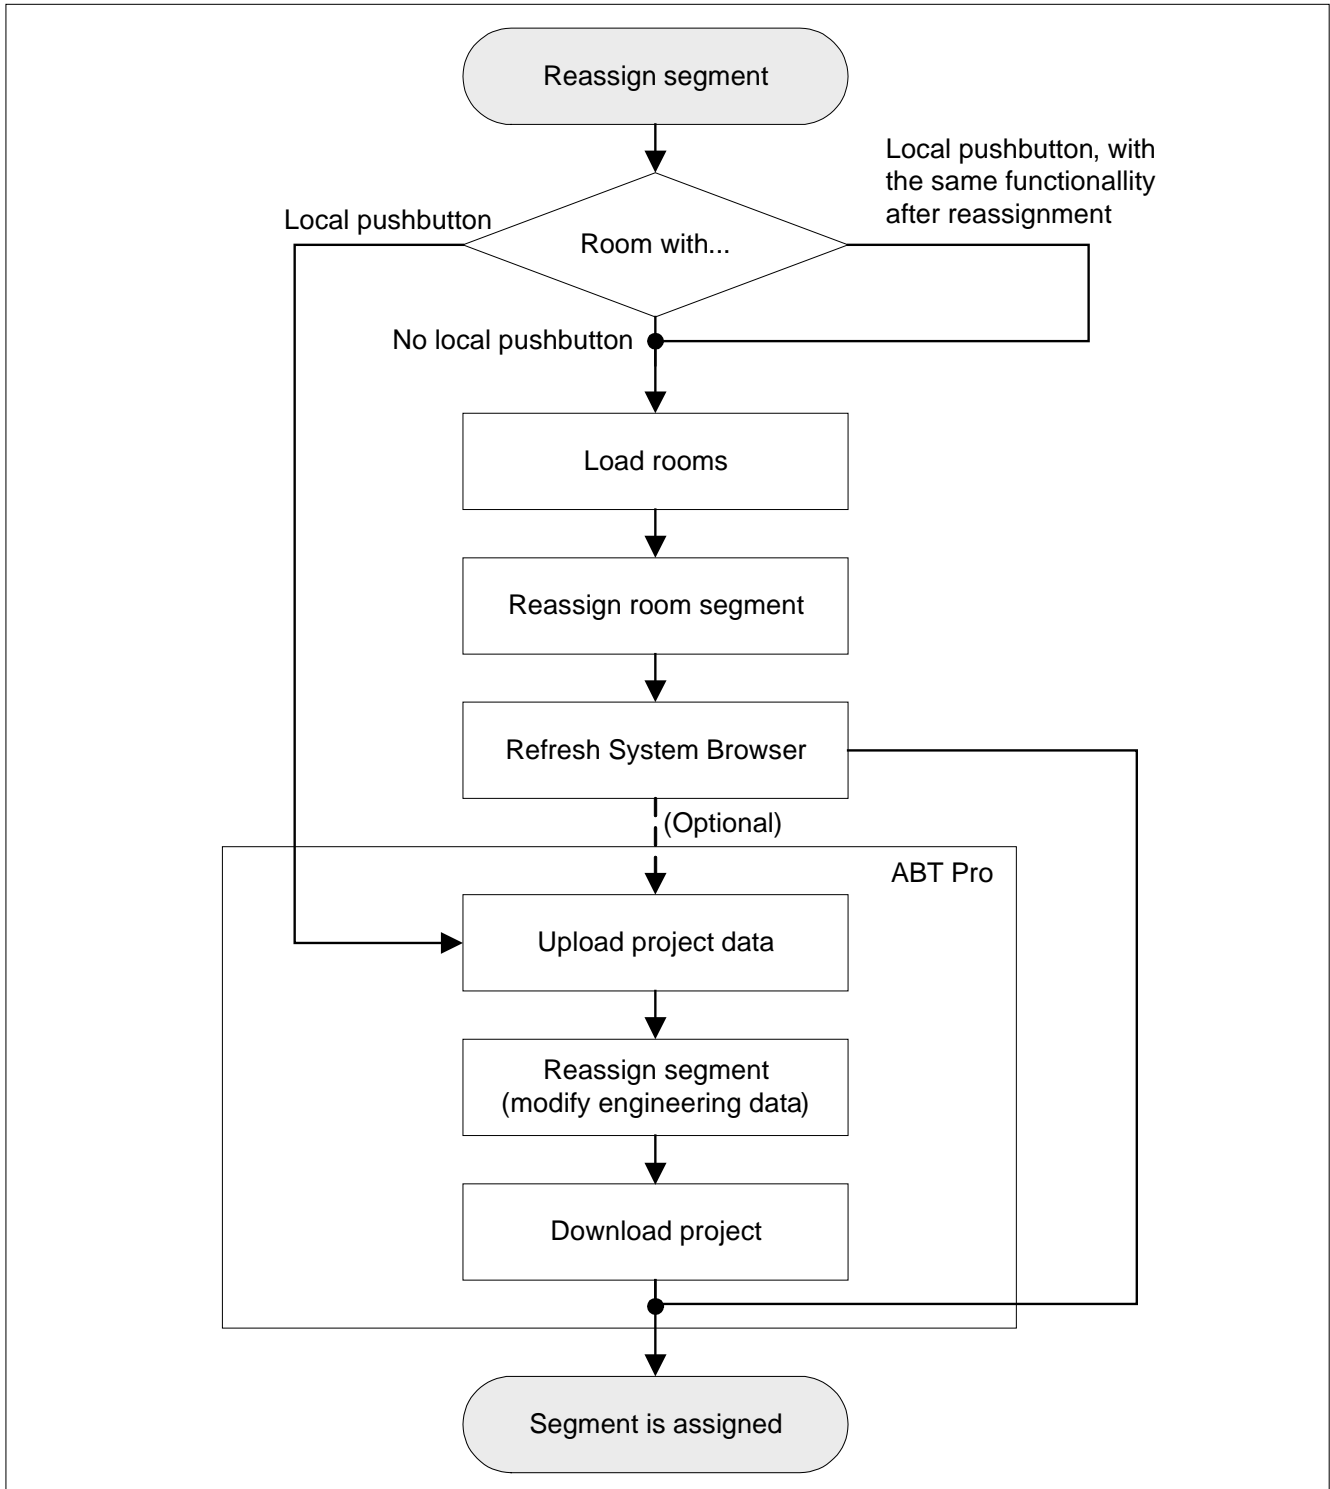 Reassign segment
Local pushbutton, with
the same functionallity
after reassignment
Local pushbutton
Room with...
No local pushbutton
Load rooms
Reassign room segment
Refresh System Browser
(Optional)
ABT Pro
Upload project data
Reassign segment
(modify engineering data)
Download project
Segment is assigned